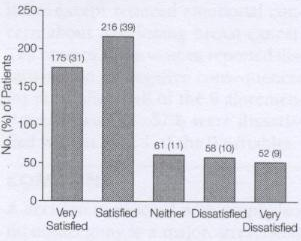 No. (%) of Patients
250
200
150
100
50
0
175 (31)
216 (39)
61 (11)
58 (10)
52 (9)
Very
Satisfied
Satisfied
Neither
Dissatisfied
Very
Dissatisfied